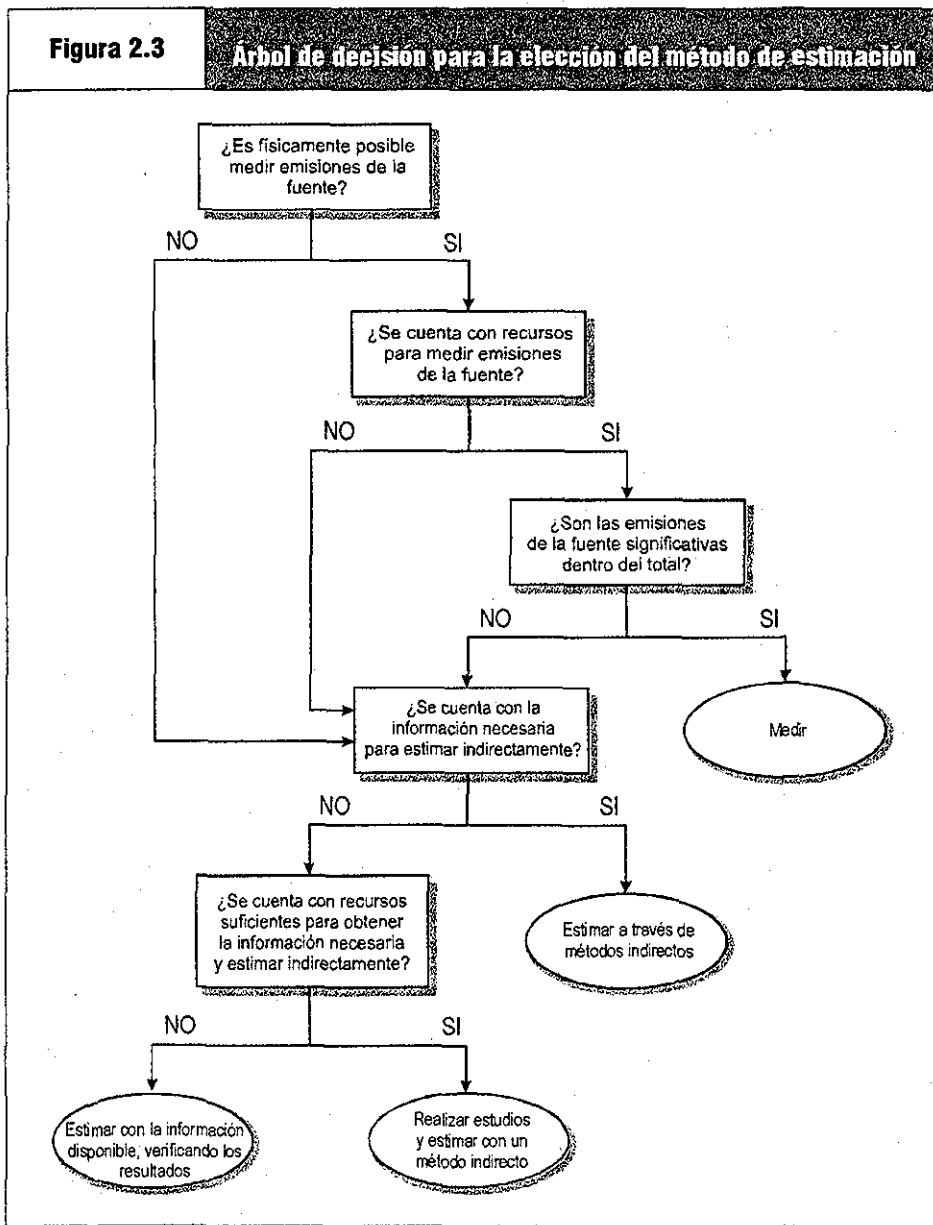 Figura 2.3
Árbol de decisión para la elección del método de estimación
¿Es físicamente posible
medir emisiones de la
fuente?
NO
SI
¿Se cuenta con recursos
para medir emisiones
de la fuente?
NO
SI
¿Son las emisiones
de la fuente significativas
dentro del total?
NO
SI
¿Se cuenta con la
información necesaria
para estimar indirectamente?
Medir
NO
SI
¿Se cuenta con recursos
suficientes para obtener
la información necesaria
y estimar indirectamente?
Estimar a través de
métodos indirectos
NO
SI
Estimar con la información
disponible, verificando los
resultados
Realizar estudios
y estimar con un
método indirecto